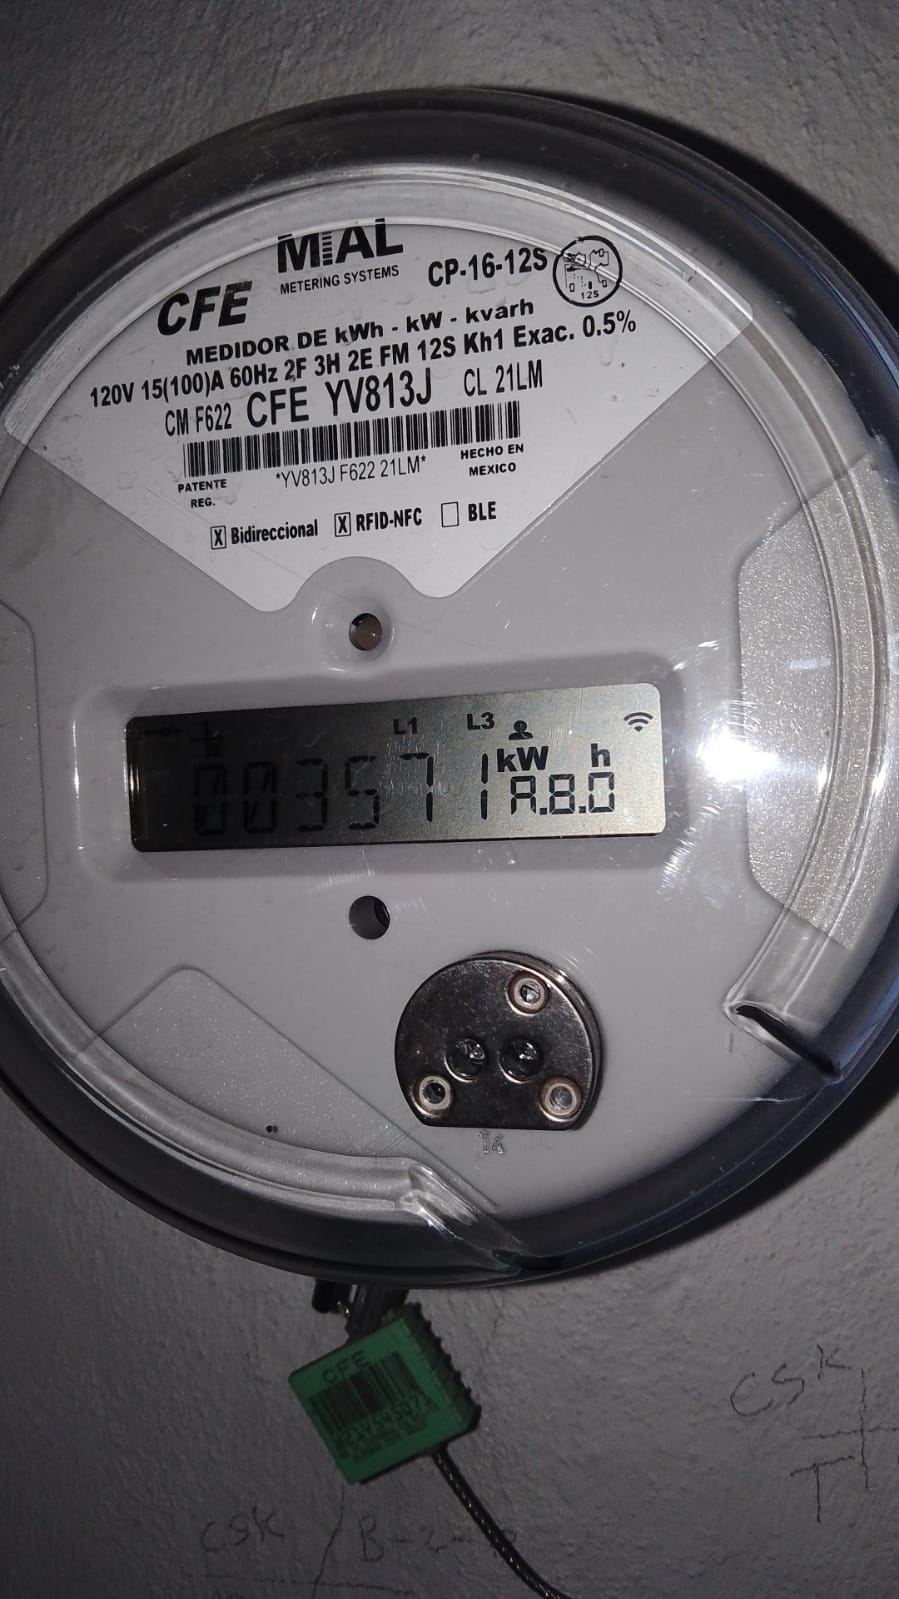 MIAL
METERING SYSTEMS
CFE
CP-16-12S
12S
MEDIDOR DE kWh - kW - kvarh
120V 15(100)A 60Hz 2F 3H 2E FM 12S Kh1 Exac. 0.5%
CM F622 CFE YV813J CL 21LM
*YV813J F622 21LM*
PATENTE REG.
HECHO EN MEXICO
X Bidireccional X RFID-NFC BLE
L1 L3
kW h
003571 A.8.0
CFE
CSK
CSK